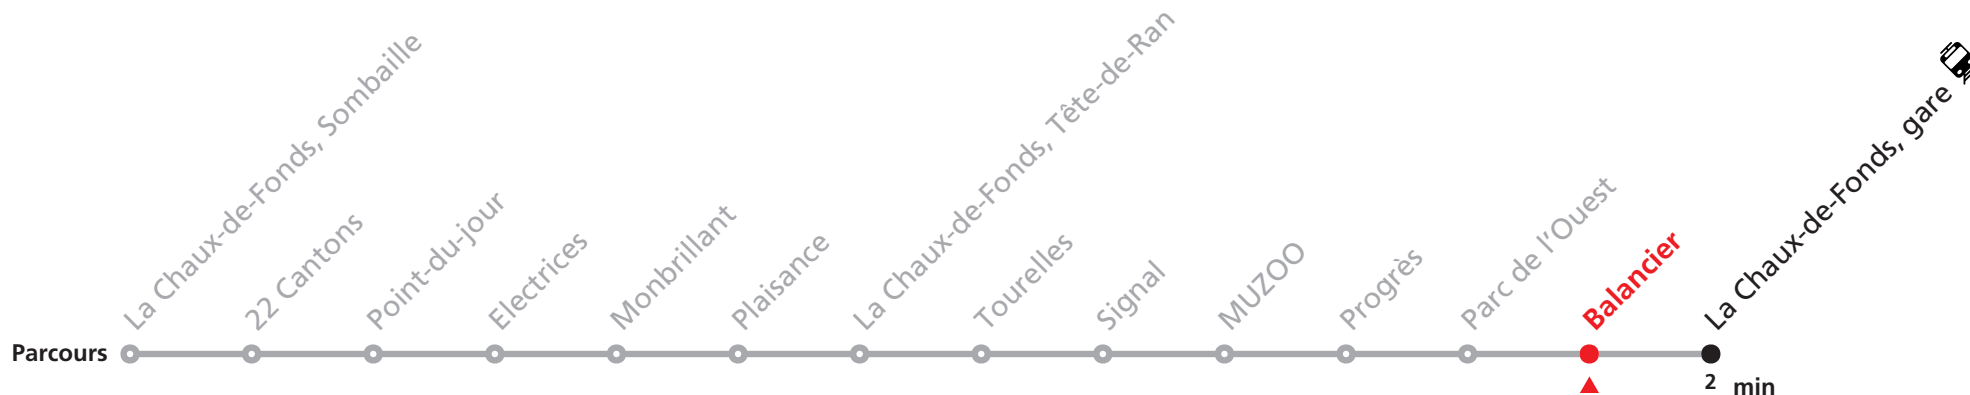 La Chaux-de-Fonds, Sombaille
22 Cantons
Point-du-jour
Electrices
Monbrillant
Plaisance
La Chaux-de-Fonds, Tête-de-Ran
Tourelles
Signal
MUZOO
Progrès
Parc de l'Ouest
Balancier
La Chaux-de-Fonds, gare
Parcours
2 min